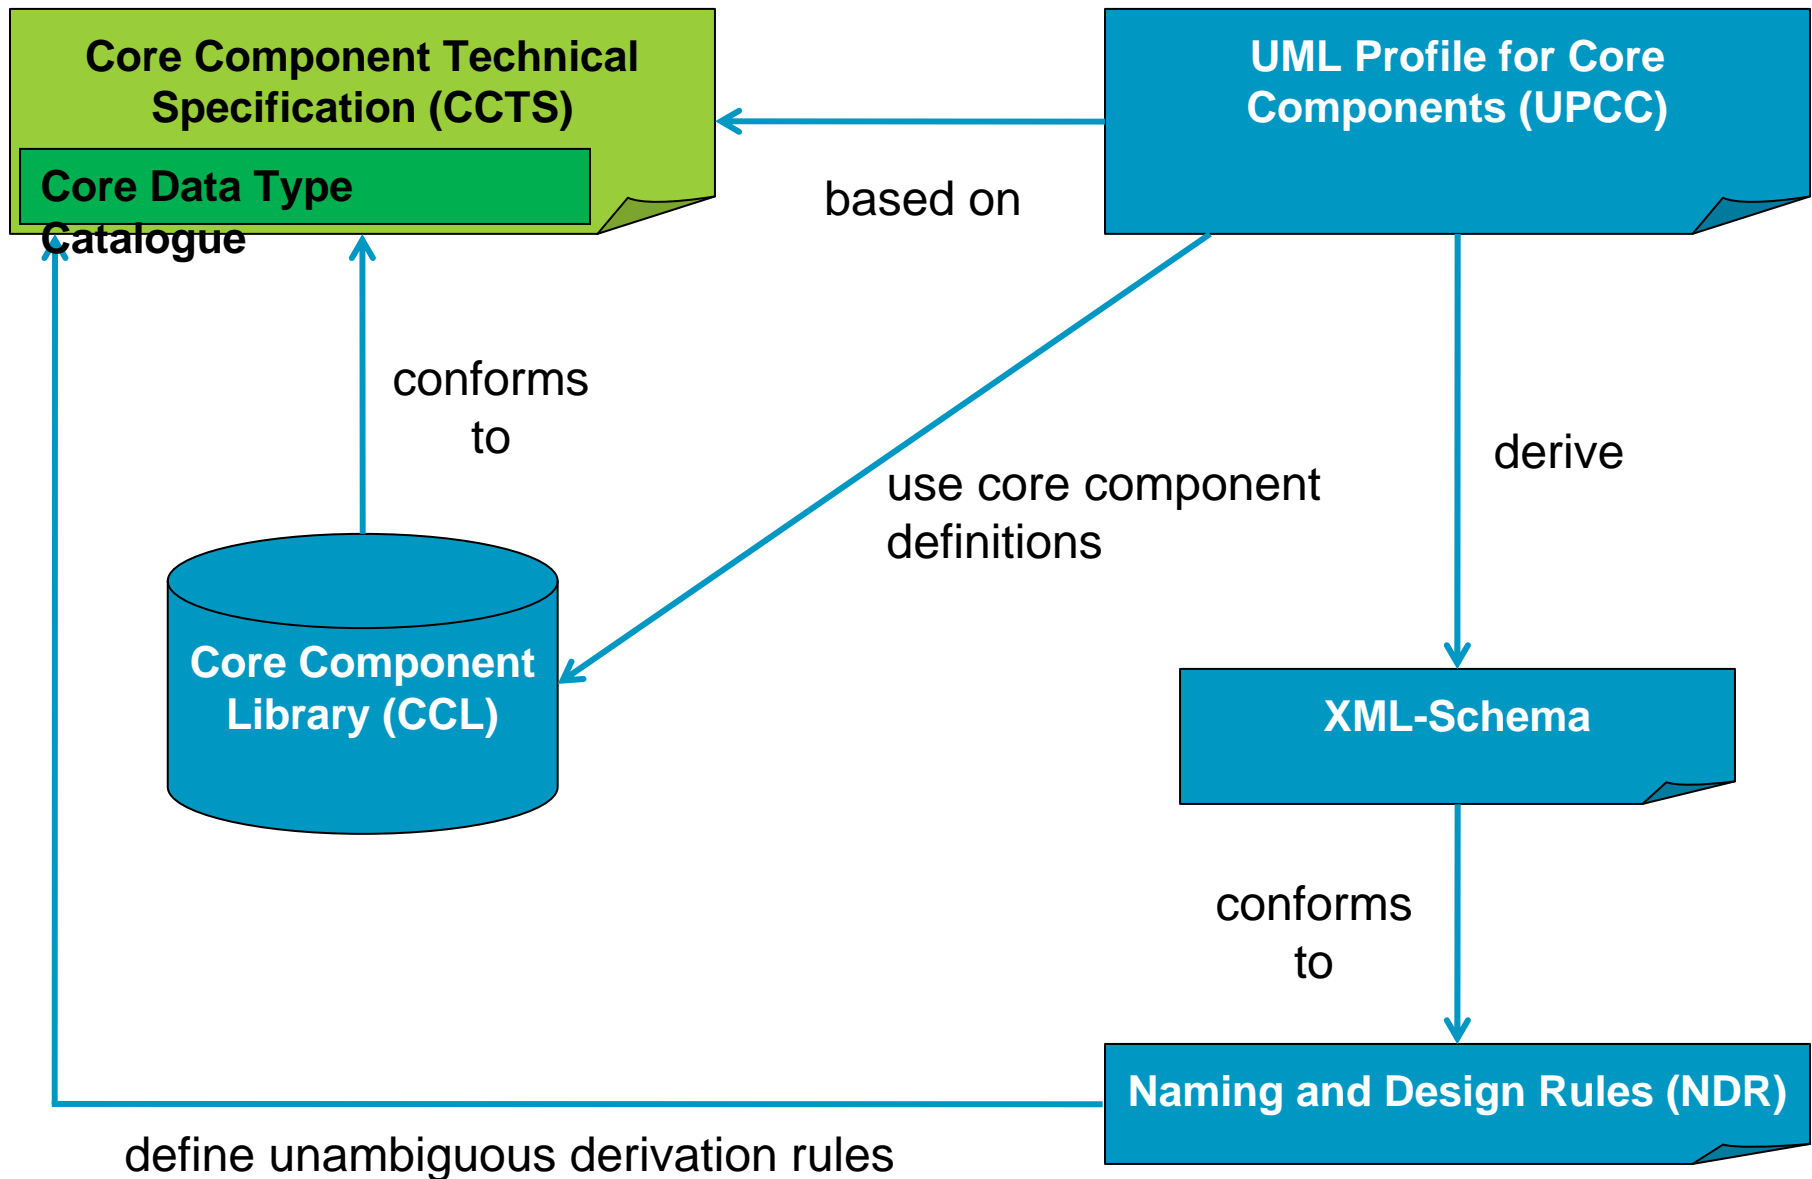 Core Component Technical
Specification (CCTS)
Core Data Type
Catalogue
UML Profile for Core
Components (UPCC)
based on
conforms
to
use core component
definitions
derive
Core Component
Library (CCL)
XML-Schema
conforms
to
Naming and Design Rules (NDR)
define unambiguous derivation rules